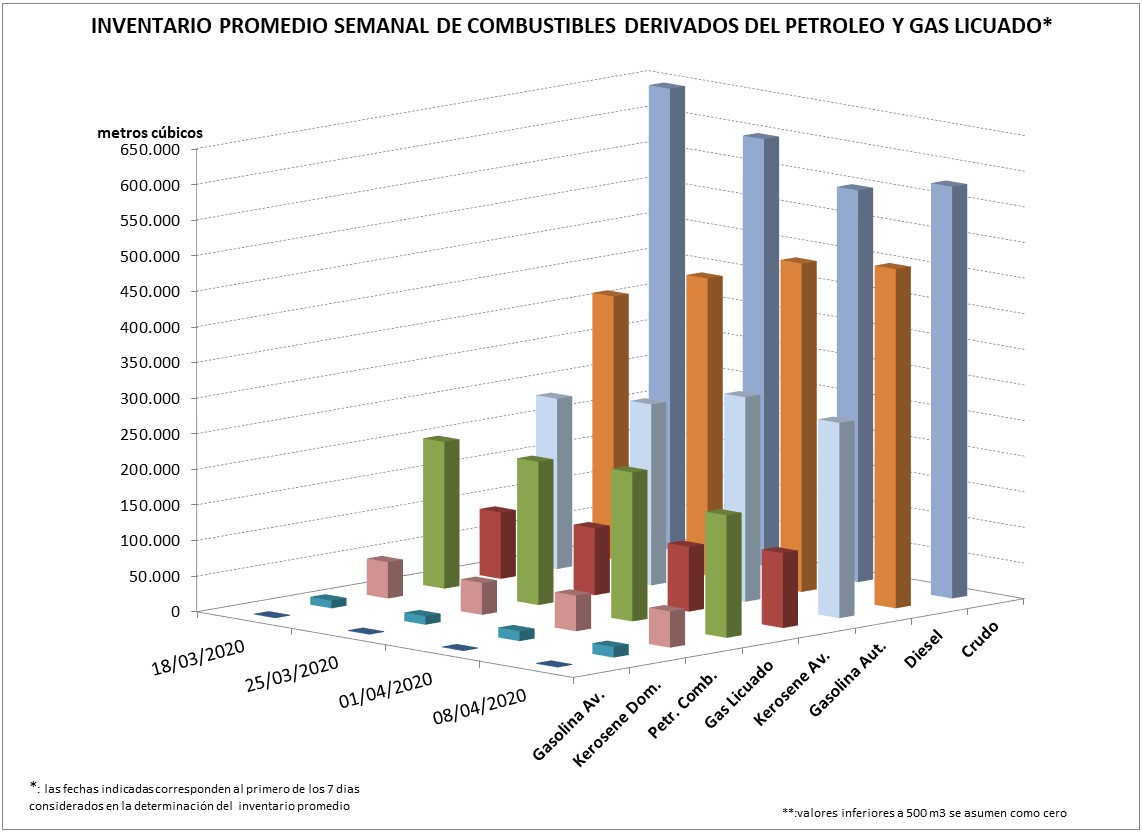 INVENTARIO PROMEDIO SEMANAL DE COMBUSTIBLES DERIVADOS DEL PETROLEO Y GAS LICUADO*
metros cúbicos
650.000
600.000
550.000
500.000
450.000
400.000
350.000
300.000
250.000
200.000
150.000
100.000
50.000
0
18/03/2020
25/03/2020
01/04/2020
08/04/2020
Gasolina Av.
Kerosene Dom.
Petr. Comb.
Gas Licuado
Kerosene Av.
Gasolina Aut.
Diesel
Crudo
*: las fechas indicadas corresponden al primero de los 7 dias
considerados en la determinación del inventario promedio
**:valores inferiores a 500 m3 se asumen como cero